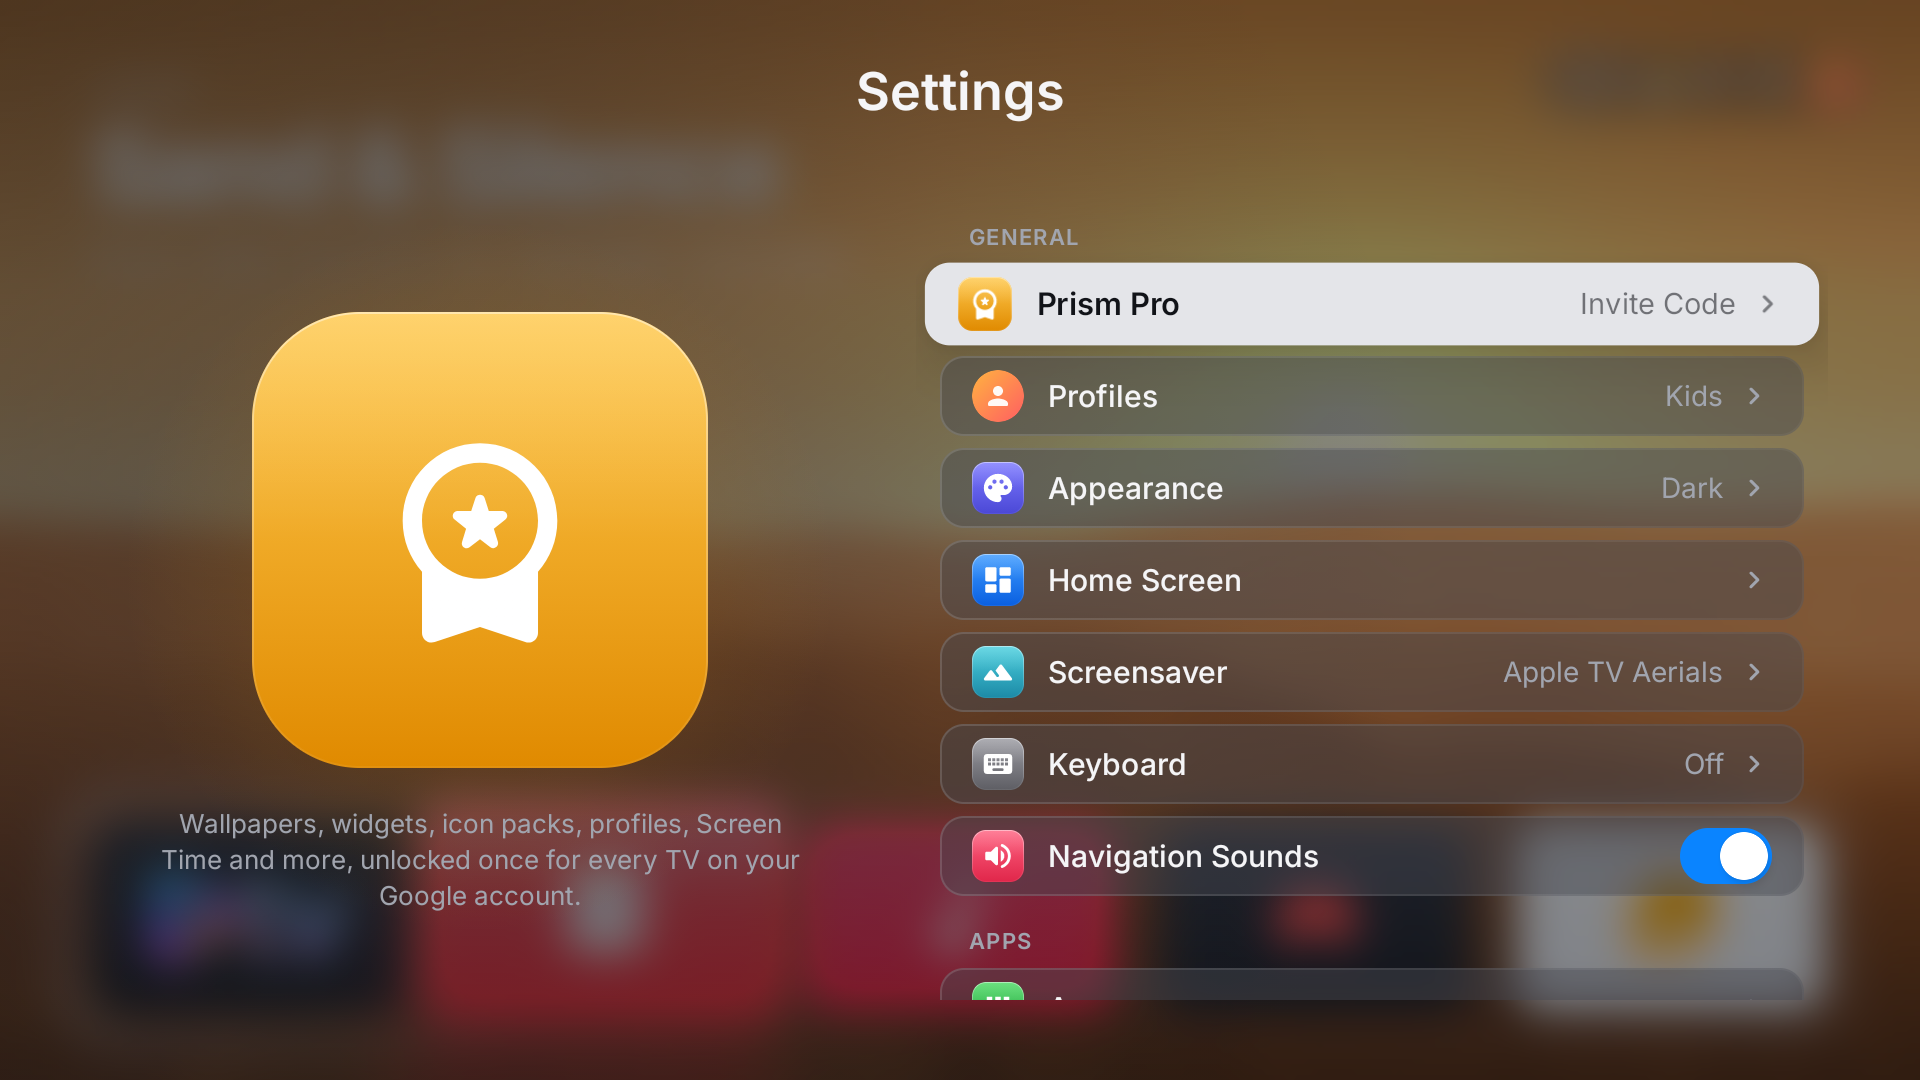 Settings
GENERAL
Prism Pro
Invite Code
Profiles
Kids
Appearance
Dark
Home Screen
Screensaver
Apple TV Aerials
Keyboard
Off
Navigation Sounds
APPS
Wallpapers, widgets, icon packs, profiles, Screen
Time and more, unlocked once for every TV on your
Google account.